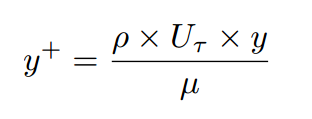 y⁺ = (ρ × U_τ × y) / μ